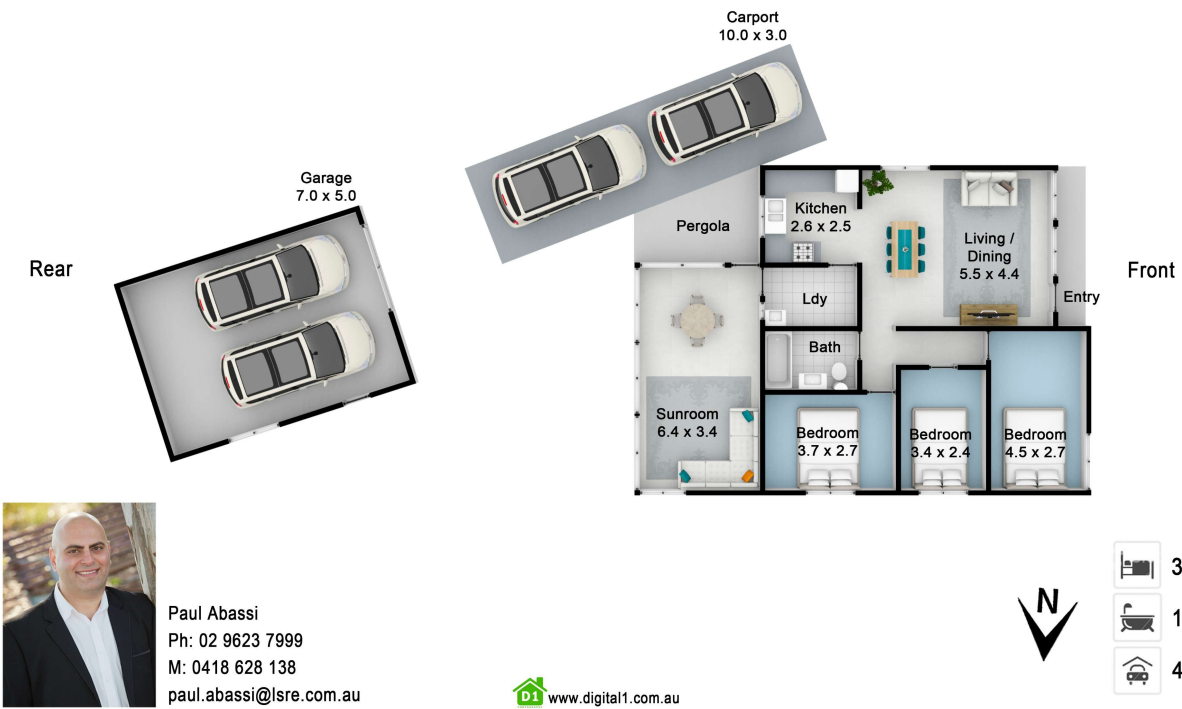 Carport
10.0 x 3.0
Garage
7.0 x 5.0
Rear
Pergola
Kitchen
2.6 x 2.5
Living /
Dining
5.5 x 4.4
Front
Entry
Ldy
Bath
Sunroom
6.4 x 3.4
Bedroom
3.7 x 2.7
Bedroom
3.4 x 2.4
Bedroom
4.5 x 2.7
N
3
1
4
Paul Abassi
Ph: 02 9623 7999
M: 0418 628 138
paul.abassi@lsre.com.au
D1
www.digital1.com.au